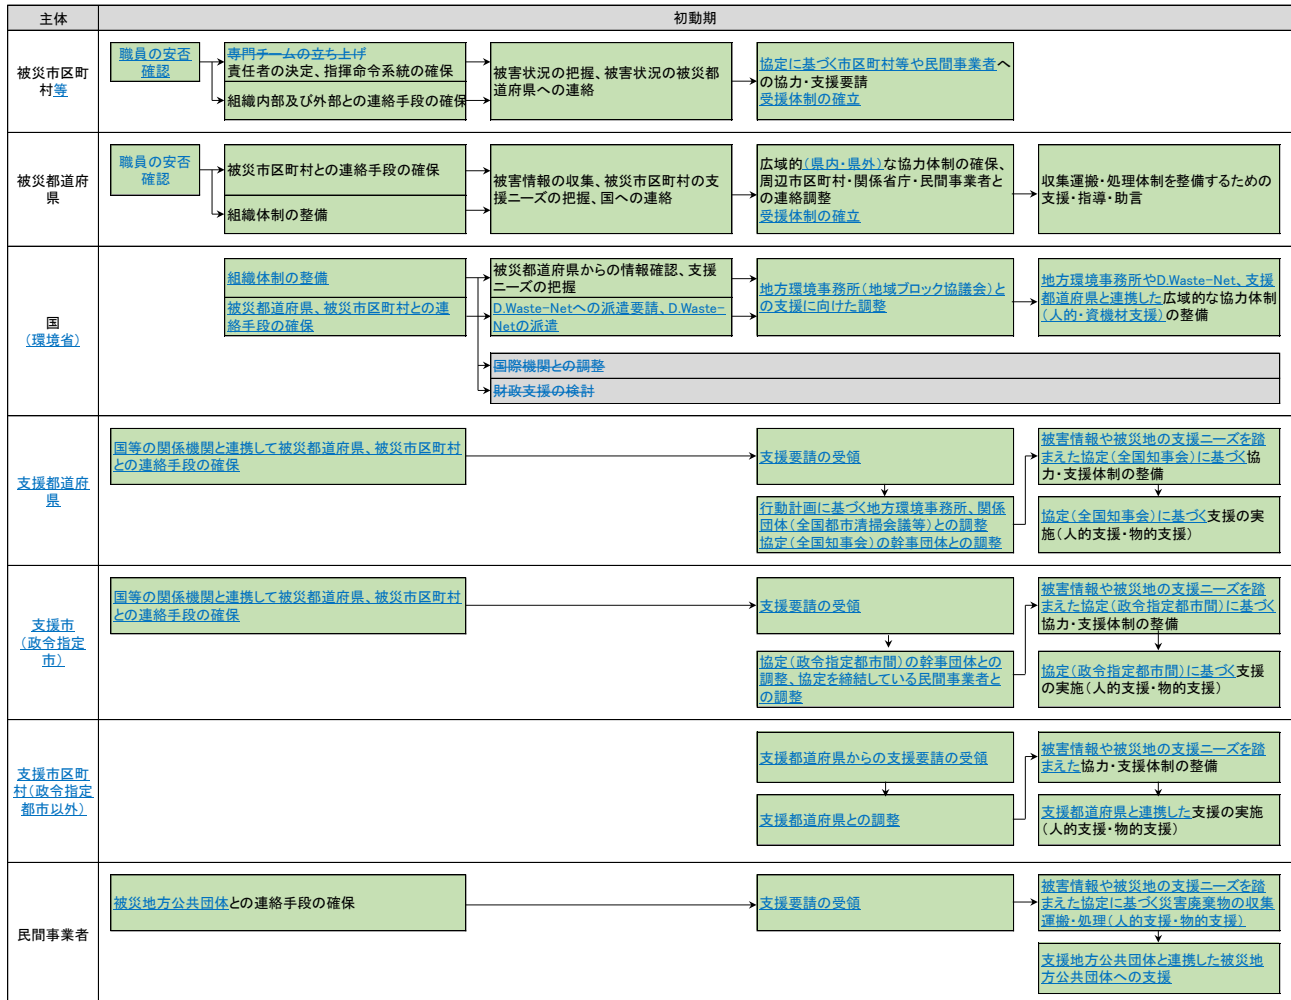 主体
初動期
被災市区町
村等
職員の安否
確認
専門チームの立ち上げ
責任者の決定、指揮命令系統の確保
組織内部及び外部との連絡手段の確保
被害状況の把握、被害状況の被災都
道府県への連絡
協定に基づく市区町村等や民間事業者へ
の協力・支援要請
受援体制の確立
被災都道府
県
職員の安否
確認
被災市区町村との連絡手段の確保
組織体制の整備
被害情報の収集、被災市区町村の支
援ニーズの把握、国への連絡
広域的(県内・県外)な協力体制の確保、
周辺市区町村・関係省庁・民間事業者と
の連絡調整
受援体制の確立
収集運搬・処理体制を整備するための
支援・指導・助言
国
(環境省)
組織体制の整備
被災都道府県、被災市区町村との連
絡手段の確保
被災都道府県からの情報確認、支援
ニーズの把握
D.Waste-Netへの派遣要請、D.Waste-
Netの派遣
地方環境事務所(地域ブロック協議会)と
の支援に向けた調整
地方環境事務所やD.Waste-Net、支援
都道府県と連携した広域的な協力体制
(人的・資機材支援)の整備
国際機関との調整
財政支援の検討
支援都道府
県
国等の関係機関と連携して被災都道府県、被災市区町村
との連絡手段の確保
支援要請の受領
行動計画に基づく地方環境事務所、関係
団体(全国都市清掃会議等)との調整
協定(全国知事会)の幹事団体との調整
被害情報や被災地の支援ニーズを踏
まえた協定(全国知事会)に基づく協
力・支援体制の整備
協定(全国知事会)に基づく支援の実
施(人的支援・物的支援)
支援市
(政令指定
市)
国等の関係機関と連携して被災都道府県、被災市区町村
との連絡手段の確保
支援要請の受領
協定(政令指定都市間)の幹事団体との
調整、協定を締結している民間事業者と
の調整
被害情報や被災地の支援ニーズを踏
まえた協定(政令指定都市間)に基づく
協力・支援体制の整備
協定(政令指定都市間)に基づく支援
の実施(人的支援・物的支援)
支援市区町
村(政令指定
都市以外)
支援都道府県からの支援要請の受領
支援都道府県との調整
被害情報や被災地の支援ニーズを踏
まえた協力・支援体制の整備
支援都道府県と連携した支援の実施
(人的支援・物的支援)
民間事業者
被災地方公共団体との連絡手段の確保
支援要請の受領
被害情報や被災地の支援ニーズを踏
まえた協定に基づく災害廃棄物の収集
運搬・処理(人的支援・物的支援)
支援地方公共団体と連携した被災地
方公共団体への支援